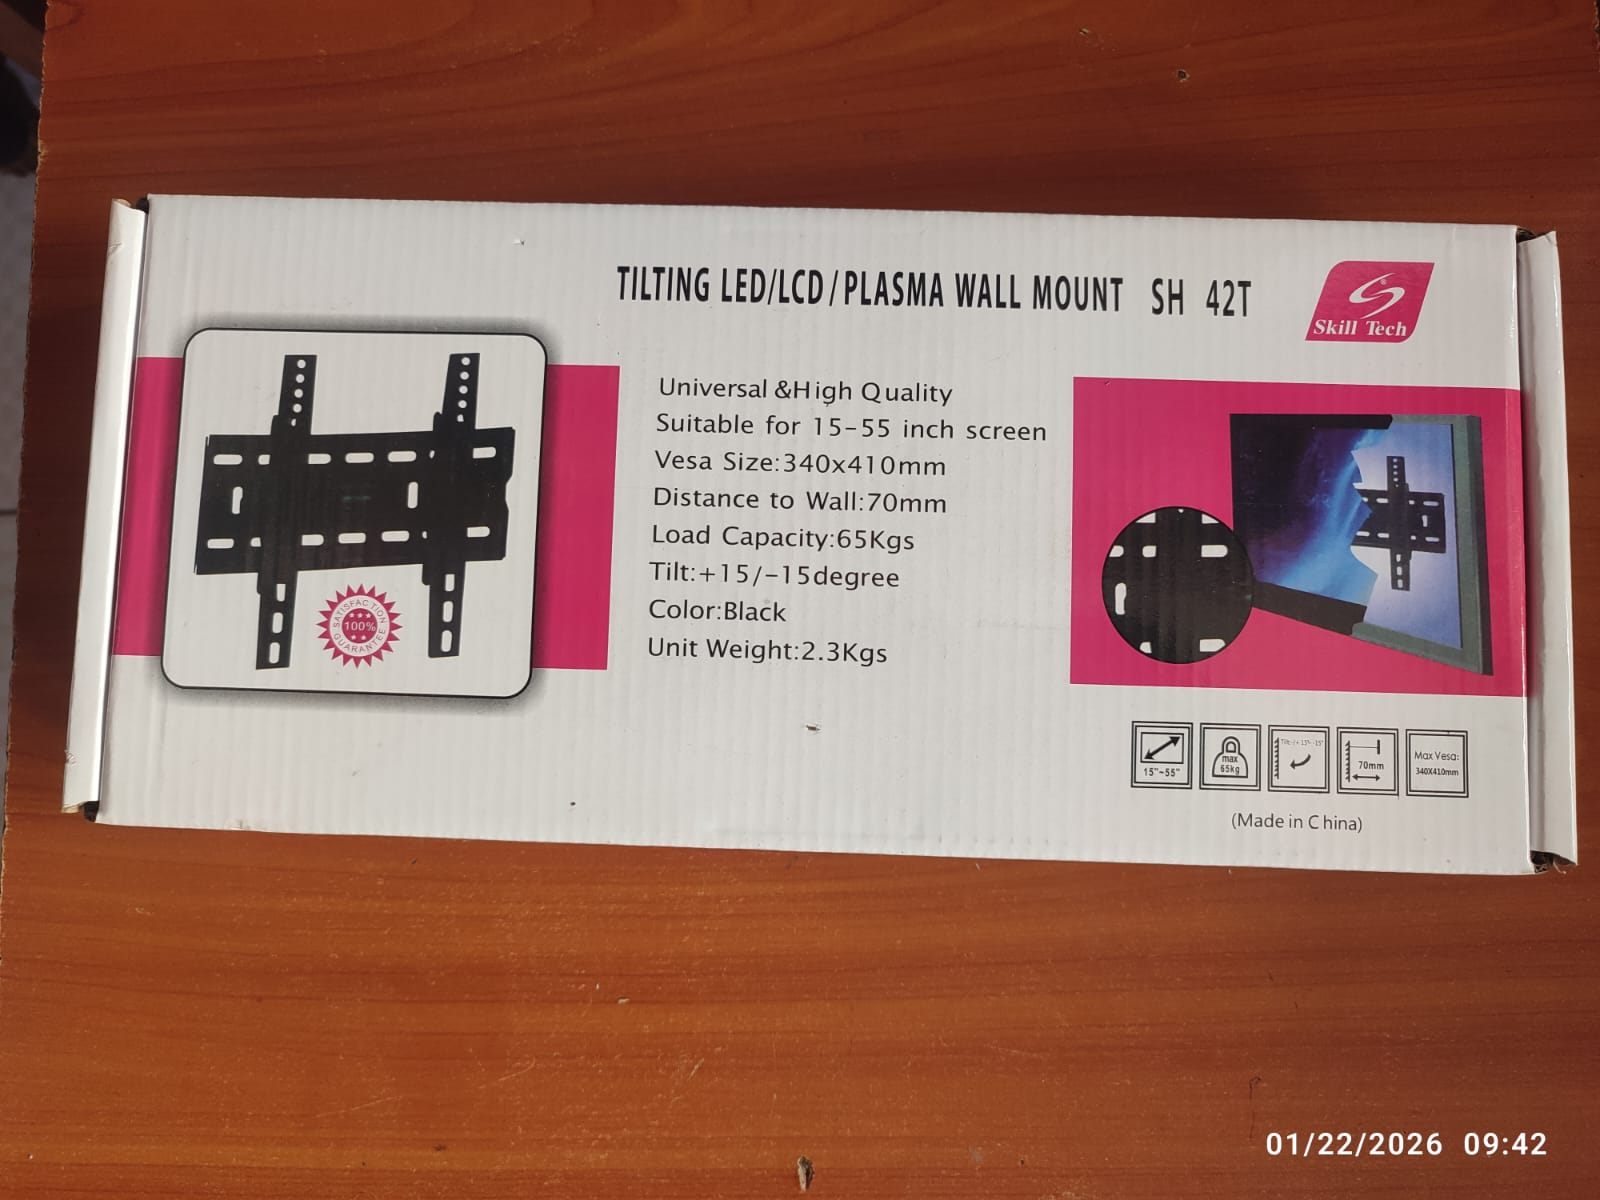 TILTING LED/LCD/PLASMA WALL MOUNT SH 42T
Skill Tech
Universal &High Quality
Suitable for 15-55 inch screen
Vesa Size:340x410mm
Distance to Wall:70mm
Load Capacity:65Kgs
Tilt:+15/-15degree
Color:Black
Unit Weight:2.3Kgs
SATISFACTION
100%
GUARANTEE
15"~55"
max
65kg
70mm
Max Vesa:
340X410mm
(Made in China)
01/22/2026 09:42